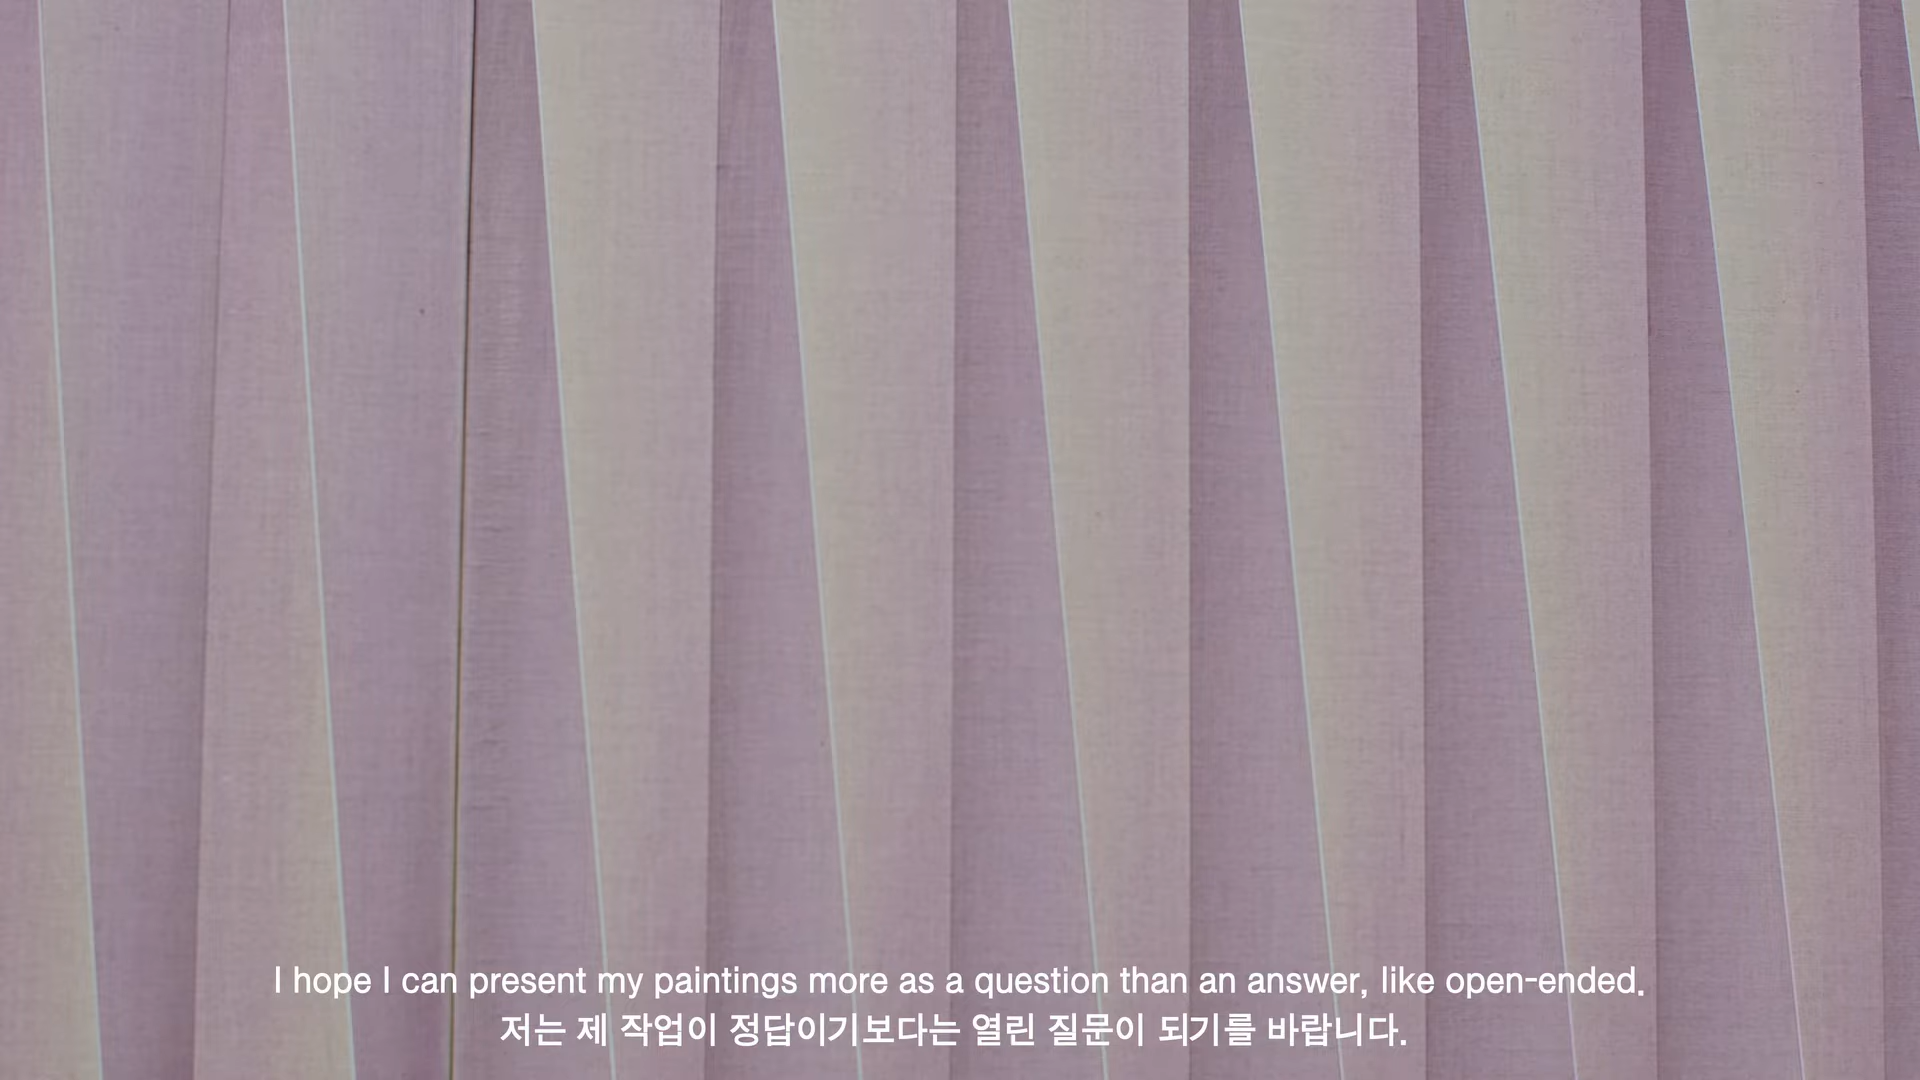 I hope I can present my paintings more as a question than an answer, like open-ended.
저는 제 작업이 정답이기보다는 열린 질문이 되기를 바랍니다.